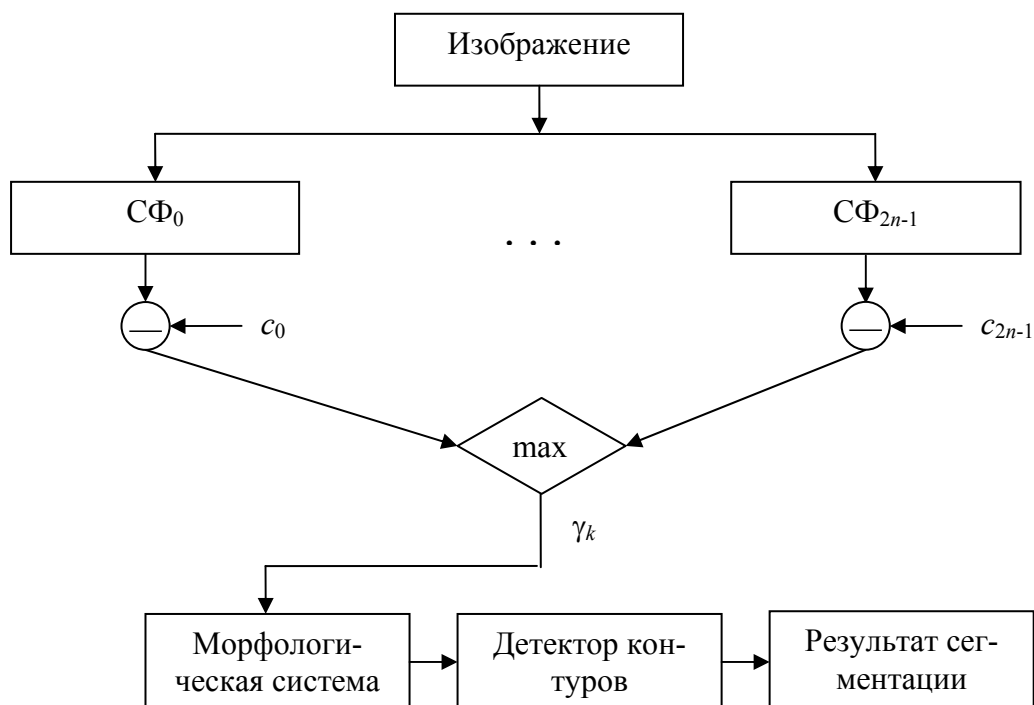 Изображение
СФ₀
. . .
СФ₂ₙ₋₁
c₀
c₂ₙ₋₁
max
γₖ
Морфологи-
ческая система
Детектор кон-
туров
Результат сег-
ментации